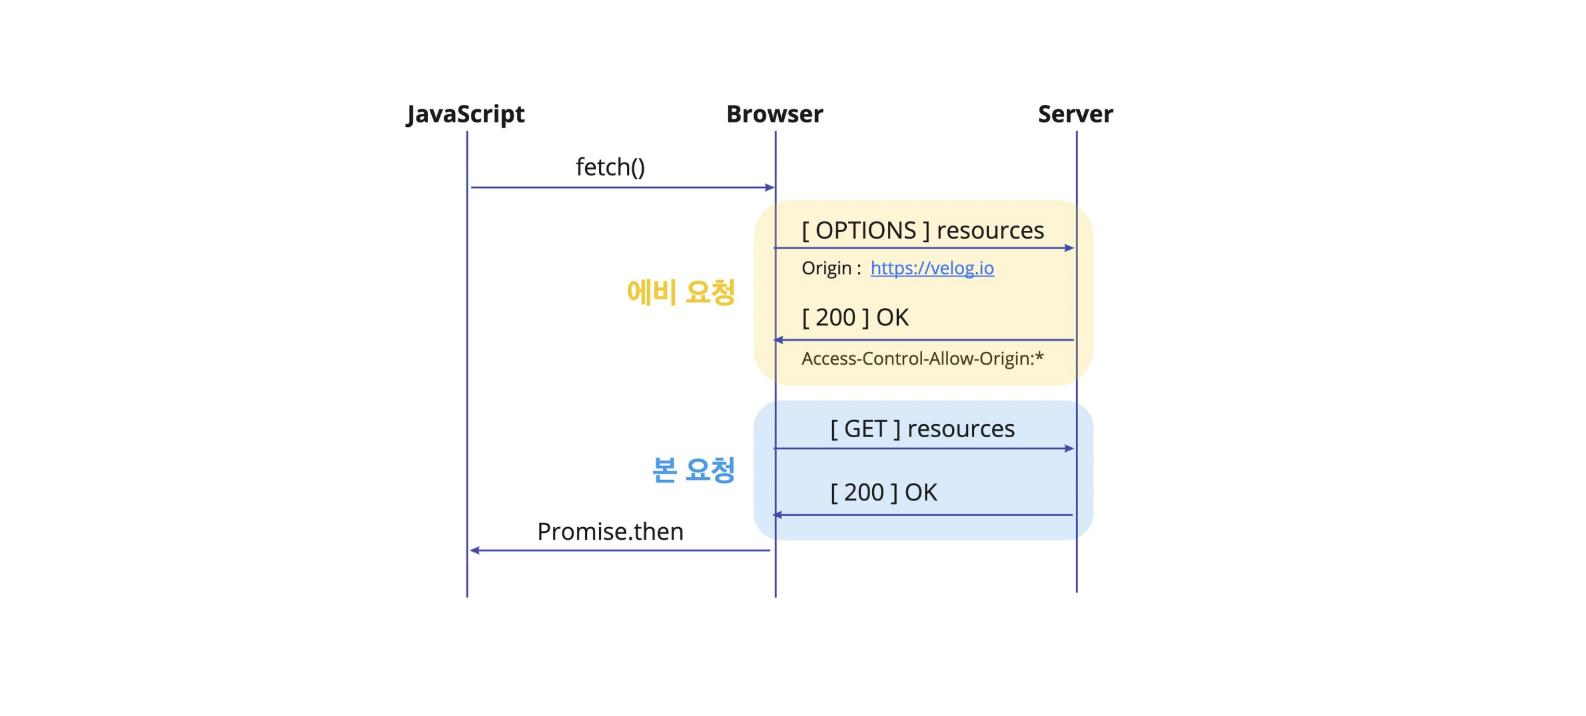 JavaScript
Browser
Server
fetch()
[ OPTIONS ] resources
Origin : https://velog.io
에비 요청
[ 200 ] OK
Access-Control-Allow-Origin:*
[ GET ] resources
본 요청
[ 200 ] OK
Promise.then